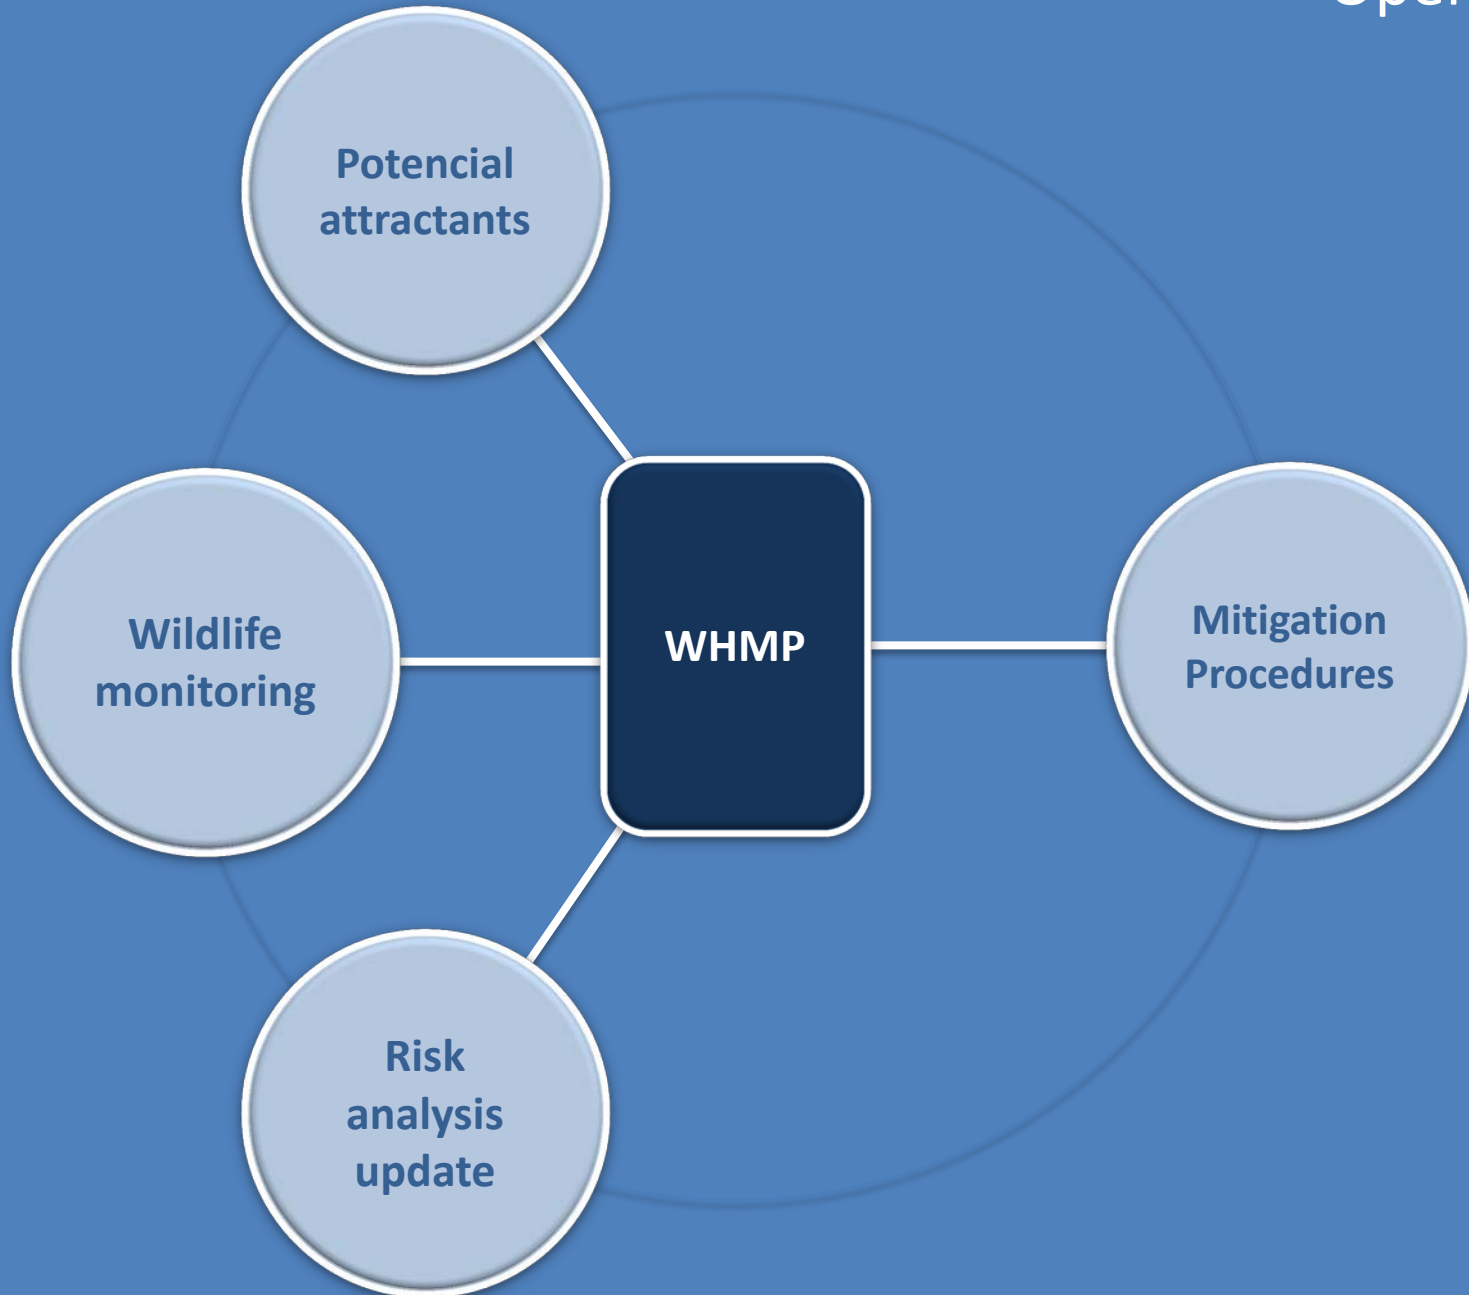 Potencial
attractants
Wildlife
monitoring
WHMP
Mitigation
Procedures
Risk
analysis
update